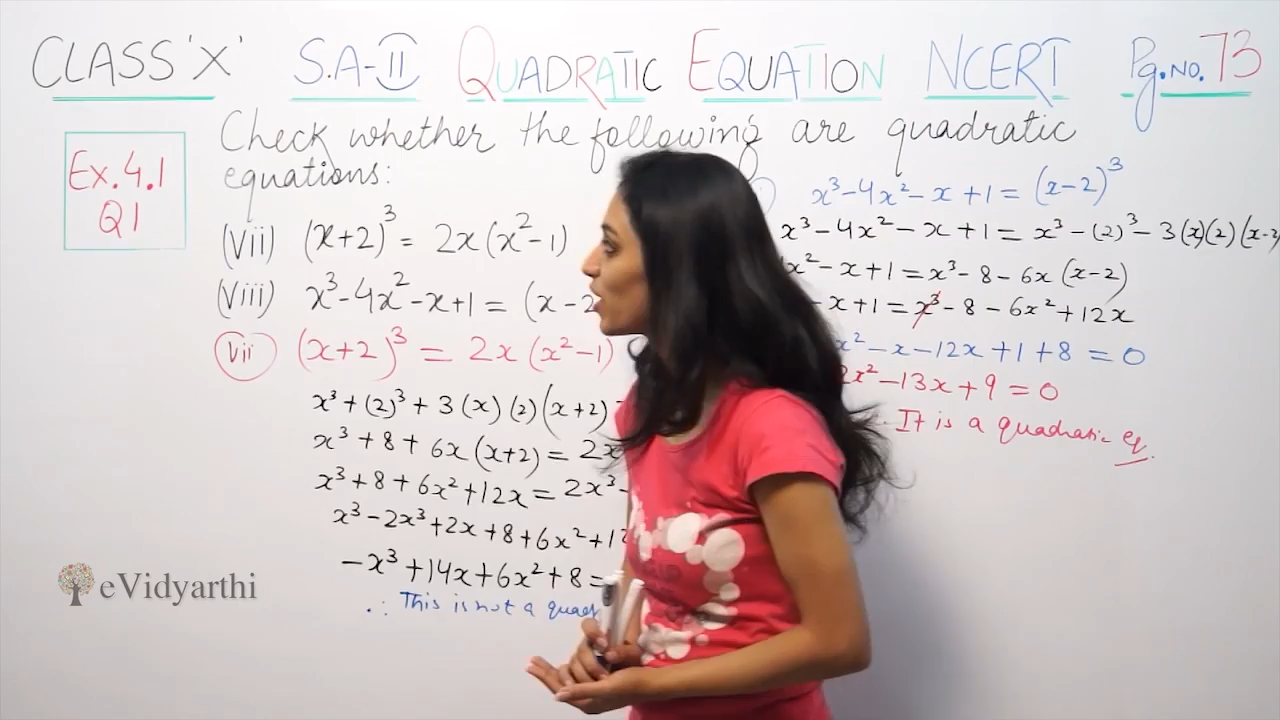 CLASS 'X' S.A-II QUADRATIC EQUATION NCERT Pg.NO. 73
Ex.4.1
Q1
Check whether the following are quadratic
equations:
(vii) (x+2)³ = 2x(x²-1)
(viii) x³-4x²-x+1 = (x-2
(vii) (x+2)³ = 2x(x²-1)
x³+(2)³+3(x)(2)(x+2)
x³+8+6x(x+2) = 2x
x³+8+6x²+12x = 2x³-
x³-2x³+2x+8+6x²+12
-x³+14x+6x²+8=
∴ This is not a quad
x³-4x²-x+1 = (x-2)³
x³-4x²-x+1 = x³-(2)³-3(x)(2)(x-2
x²-x+1 = x³-8-6x(x-2)
-x+1 = x³-8-6x²+12x
x²-x-12x+1+8=0
2x²-13x+9=0
It is a quadratic eq.
eVidyarthi